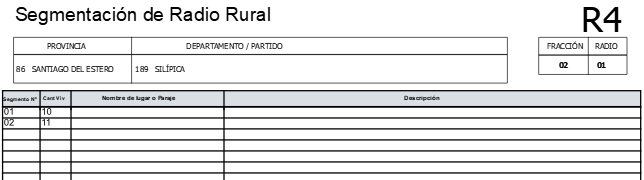 Segmentación de Radio Rural
R4
PROVINCIA DEPARTAMENTO / PARTIDO FRACCIÓN RADIO
86 SANTIAGO DEL ESTERO 189 SILÍPICA 02 01
Segmento Nº Cant Viv Nombre de lugar o Paraje Descripción
01 10
02 11